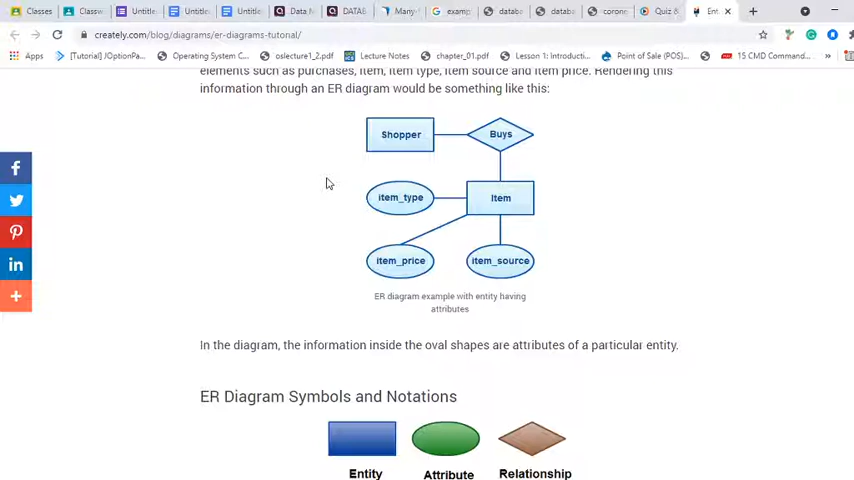 Classes Classw Untitle Untitle Untitle Data M DATAB Many- examp databa databa corone Quiz & Ent
creately.com/blog/diagrams/er-diagrams-tutorial/
Apps [Tutorial] JOptionPa... Operating System C... oslecture1_2.pdf Lecture Notes chapter_01.pdf Lesson 1: Introducti... Point of Sale (POS)... 15 CMD Command... »
elements such as purchases, item, item type, item source and item price. Rendering this
information through an ER diagram would be something like this:
Shopper
Buys
item_type
Item
item_price
item_source
ER diagram example with entity having
attributes
In the diagram, the information inside the oval shapes are attributes of a particular entity.
ER Diagram Symbols and Notations
Entity
Attribute
Relationship